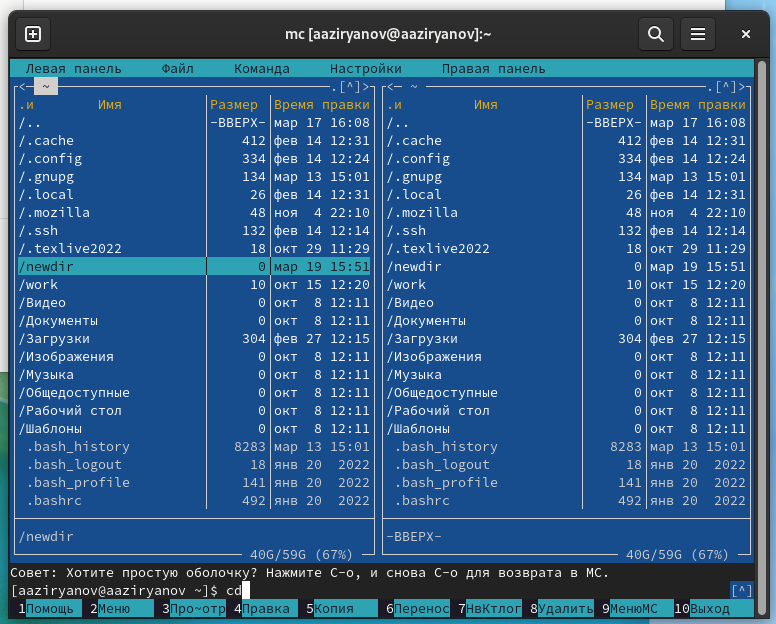 mc [aaziryanov@aaziryanov]:~
Левая панель Файл Команда Настройки Правая панель
<— ~ .[^]> <— ~ .[^]>
.и Имя Размер Время правки .и Имя Размер Время правки
/.. -ВВЕРХ- мар 17 16:08 /.. -ВВЕРХ- мар 17 16:08
/.cache 412 фев 14 12:31 /.cache 412 фев 14 12:31
/.config 334 фев 14 12:24 /.config 334 фев 14 12:24
/.gnupg 134 мар 13 15:01 /.gnupg 134 мар 13 15:01
/.local 26 фев 14 12:31 /.local 26 фев 14 12:31
/.mozilla 48 ноя 4 22:10 /.mozilla 48 ноя 4 22:10
/.ssh 132 фев 14 12:14 /.ssh 132 фев 14 12:14
/.texlive2022 18 окт 29 11:29 /.texlive2022 18 окт 29 11:29
/newdir 0 мар 19 15:51 /newdir 0 мар 19 15:51
/work 10 окт 15 12:20 /work 10 окт 15 12:20
/Видео 0 окт 8 12:11 /Видео 0 окт 8 12:11
/Документы 0 окт 8 12:11 /Документы 0 окт 8 12:11
/Загрузки 304 фев 27 12:15 /Загрузки 304 фев 27 12:15
/Изображения 0 окт 8 12:11 /Изображения 0 окт 8 12:11
/Музыка 0 окт 8 12:11 /Музыка 0 окт 8 12:11
/Общедоступные 0 окт 8 12:11 /Общедоступные 0 окт 8 12:11
/Рабочий стол 0 окт 8 12:11 /Рабочий стол 0 окт 8 12:11
/Шаблоны 0 окт 8 12:11 /Шаблоны 0 окт 8 12:11
.bash_history 8283 мар 13 15:01 .bash_history 8283 мар 13 15:01
.bash_logout 18 янв 20 2022 .bash_logout 18 янв 20 2022
.bash_profile 141 янв 20 2022 .bash_profile 141 янв 20 2022
.bashrc 492 янв 20 2022 .bashrc 492 янв 20 2022
/newdir -ВВЕРХ-
40G/59G (67%) 40G/59G (67%)
Совет: Хотите простую оболочку? Нажмите C-o, и снова C-o для возврата в MC.
[aaziryanov@aaziryanov ~]$ cd [^]
1Помощь 2Меню 3Про~отр 4Правка 5Копия 6Перенос 7НвКтлог 8Удалить 9МенюMC 10Выход